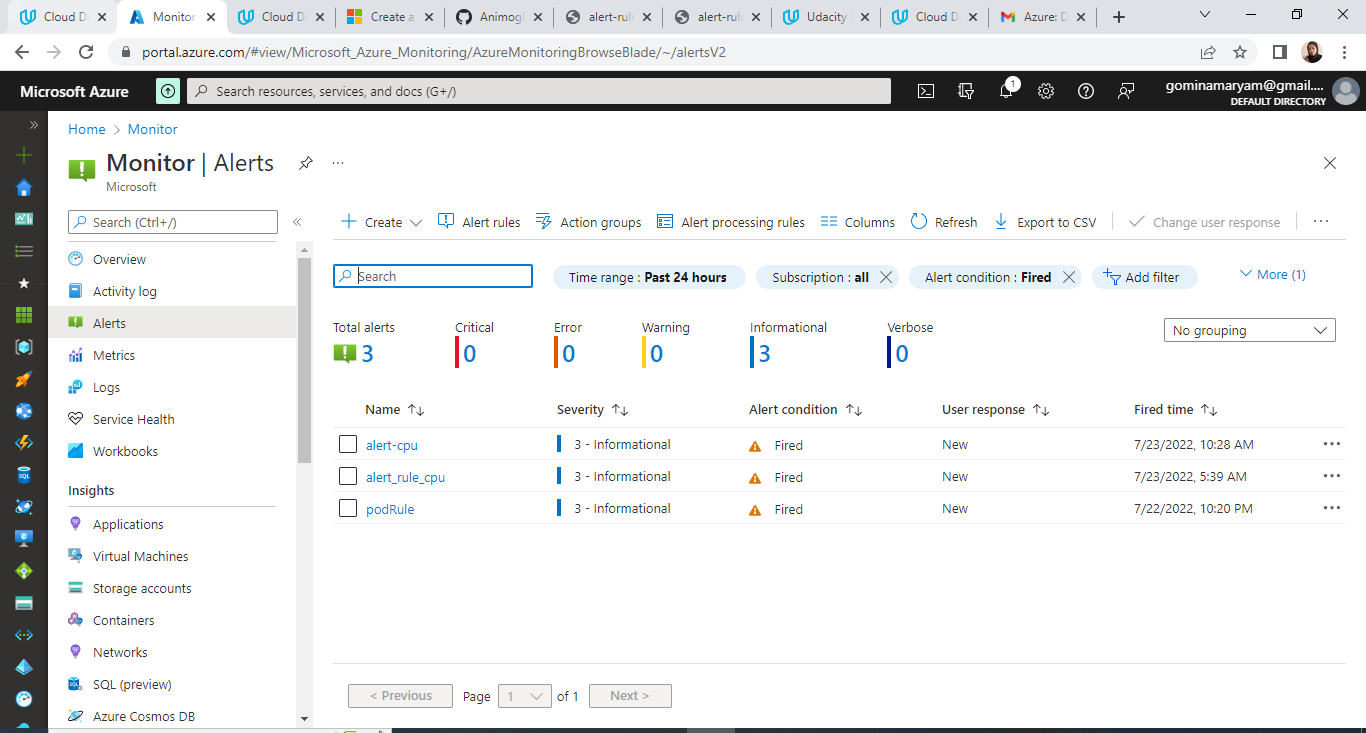 Cloud De
Monitor
Cloud D
Create a
Animog
alert-rul
alert-rul
Udacity
Cloud D
Azure: D
portal.azure.com/#view/Microsoft_Azure_Monitoring/AzureMonitoringBrowseBlade/~/alertsV2
Microsoft Azure
Search resources, services, and docs (G+/)
1
gominamaryam@gmail....
DEFAULT DIRECTORY
Home > Monitor
Monitor | Alerts
Microsoft
Search (Ctrl+/)
Overview
Activity log
Alerts
Metrics
Logs
Service Health
Workbooks
Insights
Applications
Virtual Machines
Storage accounts
Containers
Networks
SQL (preview)
Azure Cosmos DB
Create
Alert rules
Action groups
Alert processing rules
Columns
Refresh
Export to CSV
Change user response
Search
Time range : Past 24 hours
Subscription : all
Alert condition : Fired
Add filter
More (1)
Total alerts
3
Critical
0
Error
0
Warning
0
Informational
3
Verbose
0
No grouping
Name Severity Alert condition User response Fired time
alert-cpu 3 - Informational Fired New 7/23/2022, 10:28 AM
alert_rule_cpu 3 - Informational Fired New 7/23/2022, 5:39 AM
podRule 3 - Informational Fired New 7/22/2022, 10:20 PM
< Previous Page 1 of 1 Next >